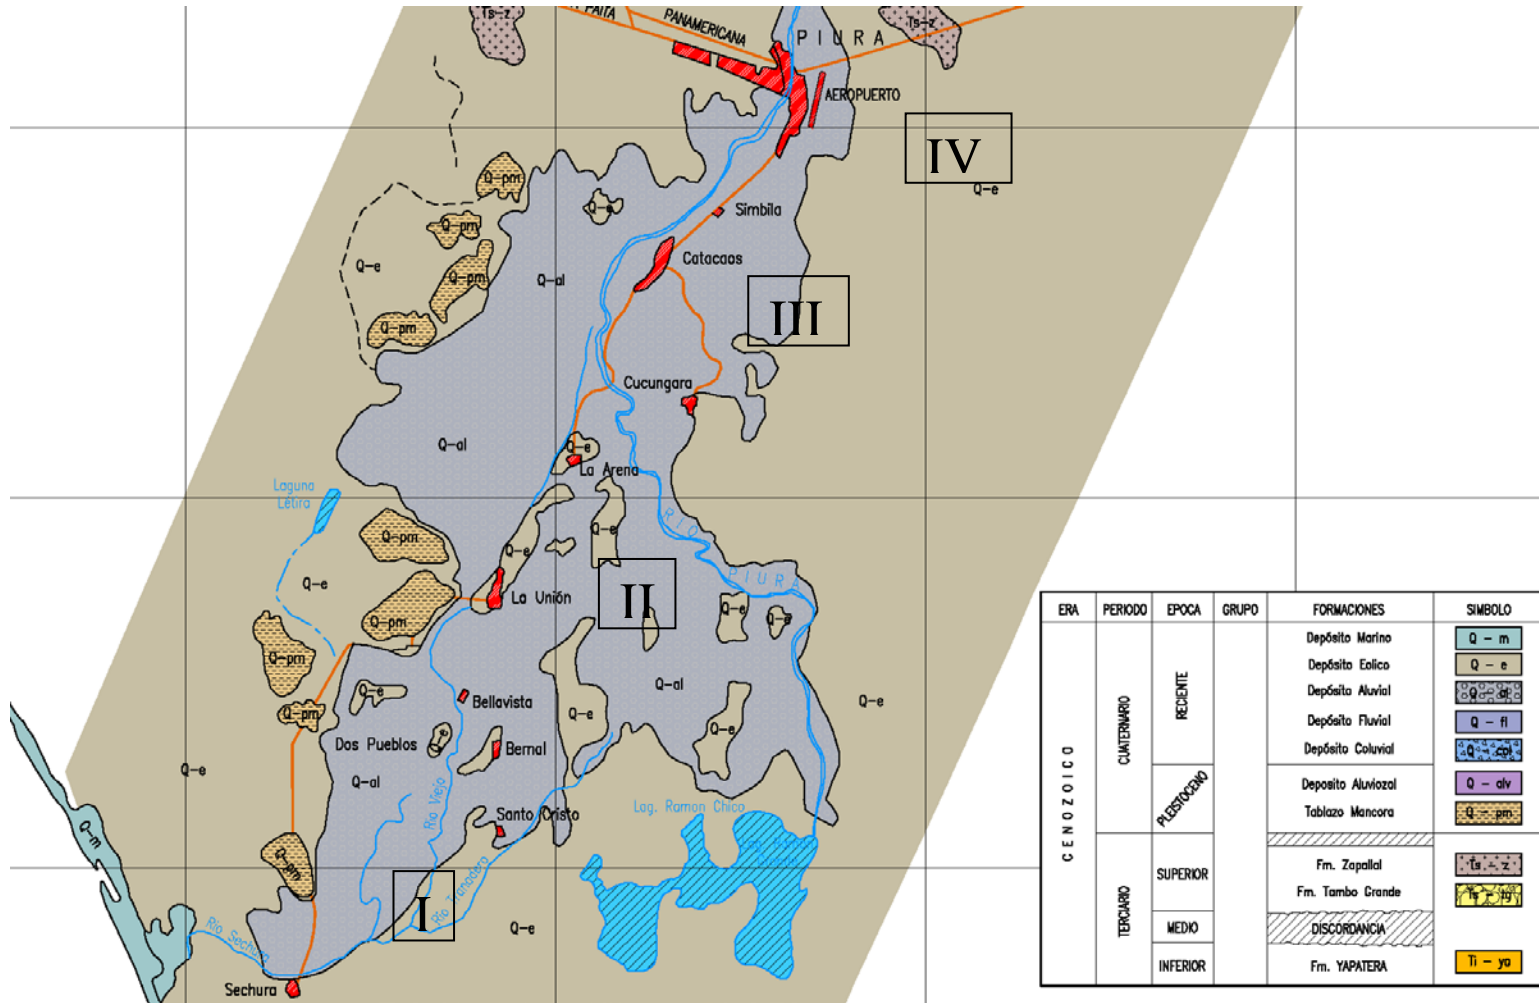 Ts-z
PAITA
PANAMERICANA
PIURA
Ts-z
AEROPUERTO
IV
Q-e
Q-pm
Q-e
Simbila
Q-pm
Catacaos
Q-e
Q-pm
Q-al
III
Q-pm
Cucungara
Q-al
Q-e
La Arena
Laguna
Létira
RIO
Q-e
Q-pm
Q-e
PIURA
Q-e
La Unión
II
Q-e
Q-e
Q-pm
Q-pm
Q-al
Q-e
Bellavista
Q-e
Q-pm
Q-e
Q-e
Dos Pueblos
Bernal
Q-e
Q-al
Rio Viejo
Lag. Ramon Chico
Santo Cristo
Q-m
Q-pm
Rio Tranadera
I
Q-e
Rio Sechura
Sechura
ERA PERIODO EPOCA GRUPO FORMACIONES SIMBOLO
CENOZOICO
CUATERNARIO
RECIENTE
Depósito Marino Q - m
Depósito Eolico Q - e
Depósito Aluvial Q - al
Depósito Fluvial Q - fl
Depósito Coluvial Q - col
PLEISTOCENO
Deposito Aluviozal Q - alv
Tablazo Mancora Q - pm
TERCIARIO
SUPERIOR
Fm. Zapallal Ts - z
Fm. Tambo Grande Ts - tg
MEDIO DISCORDANCIA
INFERIOR Fm. YAPATERA Ti - ya